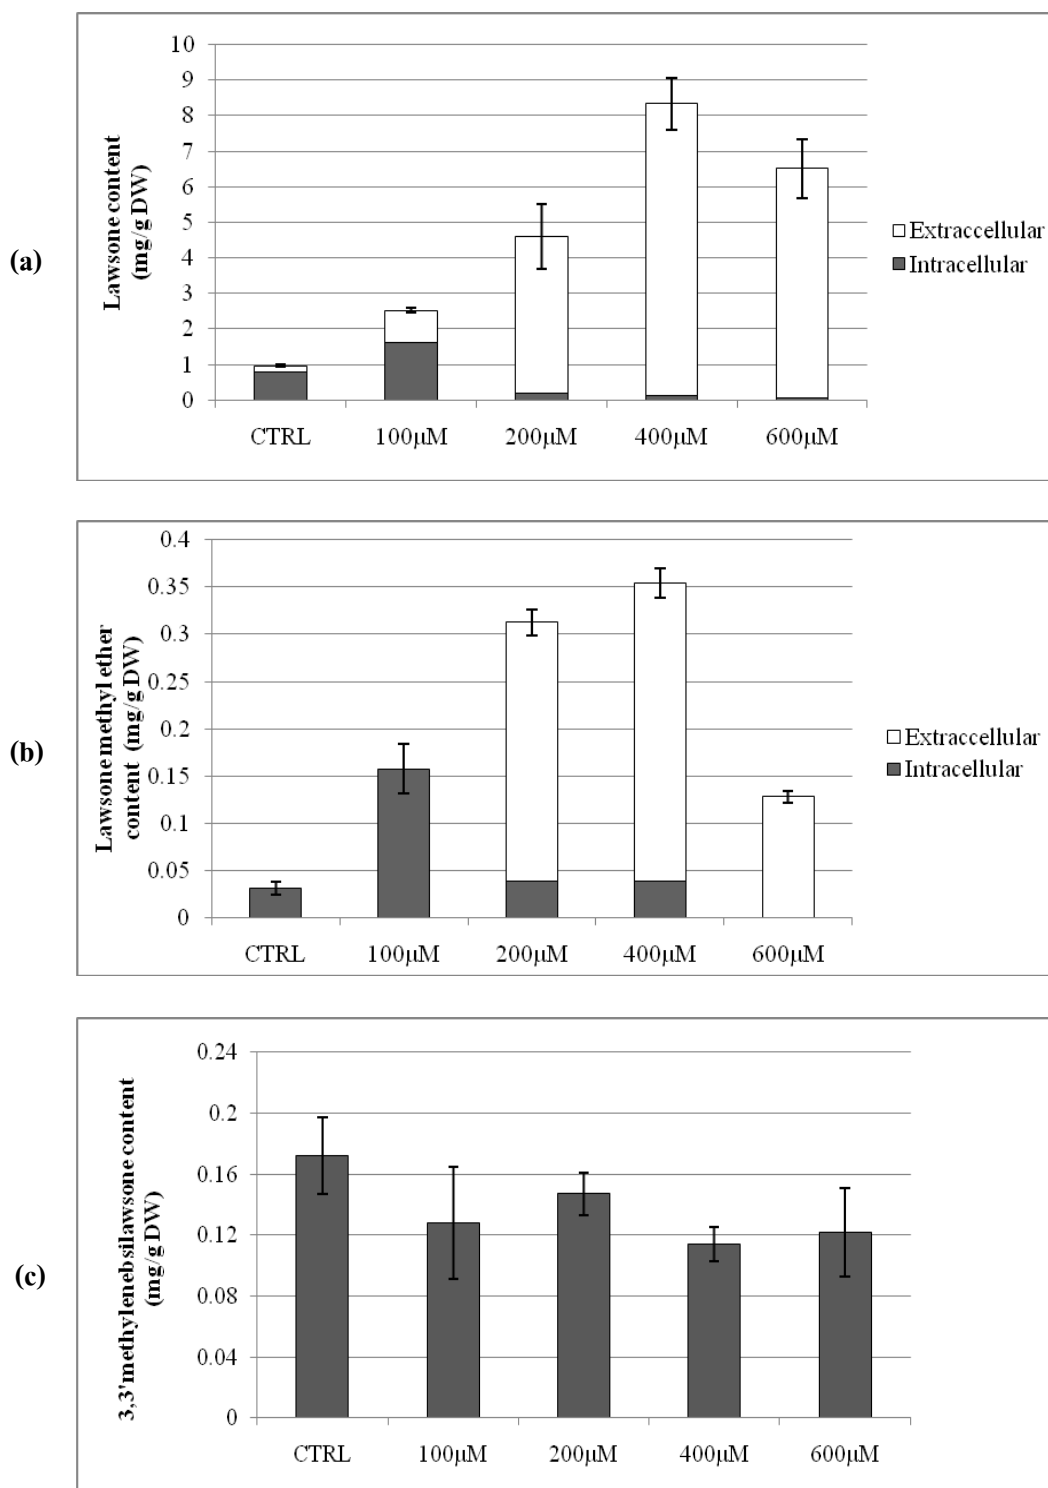 (a)
Lawsone content
(mg/g DW)
10
9
8
7
6
5
4
3
2
1
0
CTRL 100µM 200µM 400µM 600µM
Extraccellular
Intracellular
(b)
Lawsone methyl ether
content (mg/g DW)
0.4
0.35
0.3
0.25
0.2
0.15
0.1
0.05
0
CTRL 100µM 200µM 400µM 600µM
Extraccellular
Intracellular
(c)
3,3'methylenebsilawsone content
(mg/g DW)
0.24
0.2
0.16
0.12
0.08
0.04
0
CTRL 100µM 200µM 400µM 600µM